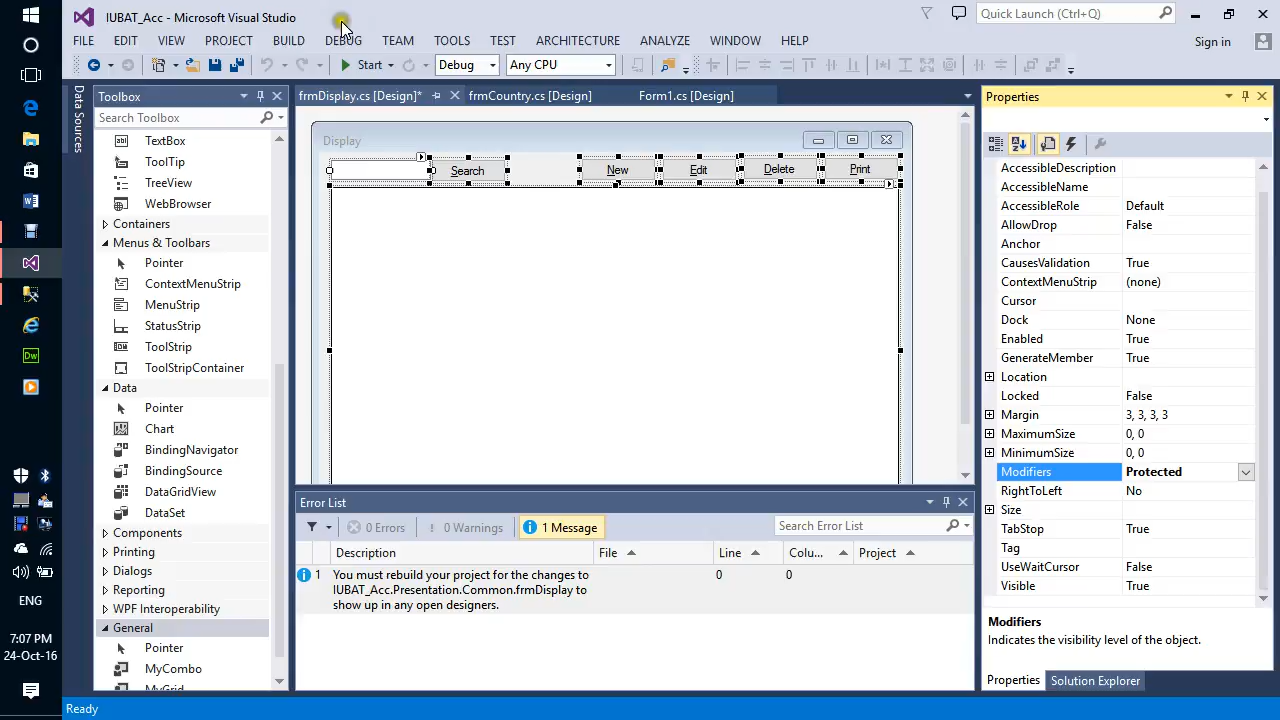 IUBAT_Acc - Microsoft Visual Studio
Quick Launch (Ctrl+Q)
FILE EDIT VIEW PROJECT BUILD DEBUG TEAM TOOLS TEST ARCHITECTURE ANALYZE WINDOW HELP
Sign in
Start Debug Any CPU
Data Sources
Toolbox
Search Toolbox
TextBox
ToolTip
TreeView
WebBrowser
Containers
Menus & Toolbars
Pointer
ContextMenuStrip
MenuStrip
StatusStrip
ToolStrip
ToolStripContainer
Data
Pointer
Chart
BindingNavigator
BindingSource
DataGridView
DataSet
Components
Printing
Dialogs
Reporting
WPF Interoperability
General
Pointer
MyCombo
MyGrid
frmDisplay.cs [Design]* frmCountry.cs [Design] Form1.cs [Design]
Display
Search New Edit Delete Print
Error List
0 Errors 0 Warnings 1 Message
Search Error List
Description File Line Colu... Project
1 You must rebuild your project for the changes to 0 0
IUBAT_Acc.Presentation.Common.frmDisplay to
show up in any open designers.
Properties
AccessibleDescription
AccessibleName
AccessibleRole Default
AllowDrop False
Anchor
CausesValidation True
ContextMenuStrip (none)
Cursor
Dock None
Enabled True
GenerateMember True
Location
Locked False
Margin 3, 3, 3, 3
MaximumSize 0, 0
MinimumSize 0, 0
Modifiers Protected
RightToLeft No
Size
TabStop True
Tag
UseWaitCursor False
Visible True
Modifiers
Indicates the visibility level of the object.
Properties Solution Explorer
Dw
ENG
7:07 PM
24-Oct-16
Ready